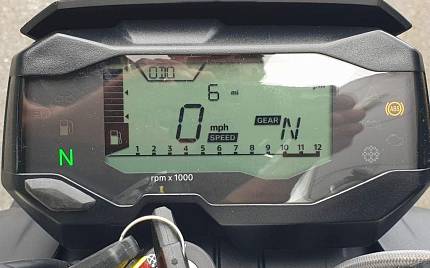 0:00
6 mi
ABS
0 mph SPEED
GEAR N
N
1 2 3 4 5 6 7 8 9 10 11 12
rpm x 1000